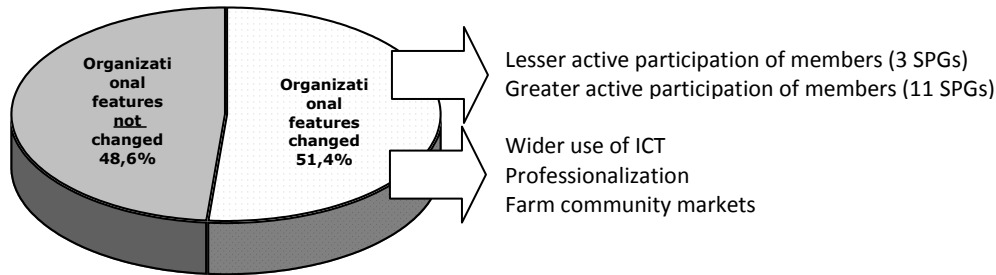 Organizati
onal
features
not
changed
48,6%
Organizati
onal
features
changed
51,4%
Lesser active participation of members (3 SPGs)
Greater active participation of members (11 SPGs)
Wider use of ICT
Professionalization
Farm community markets